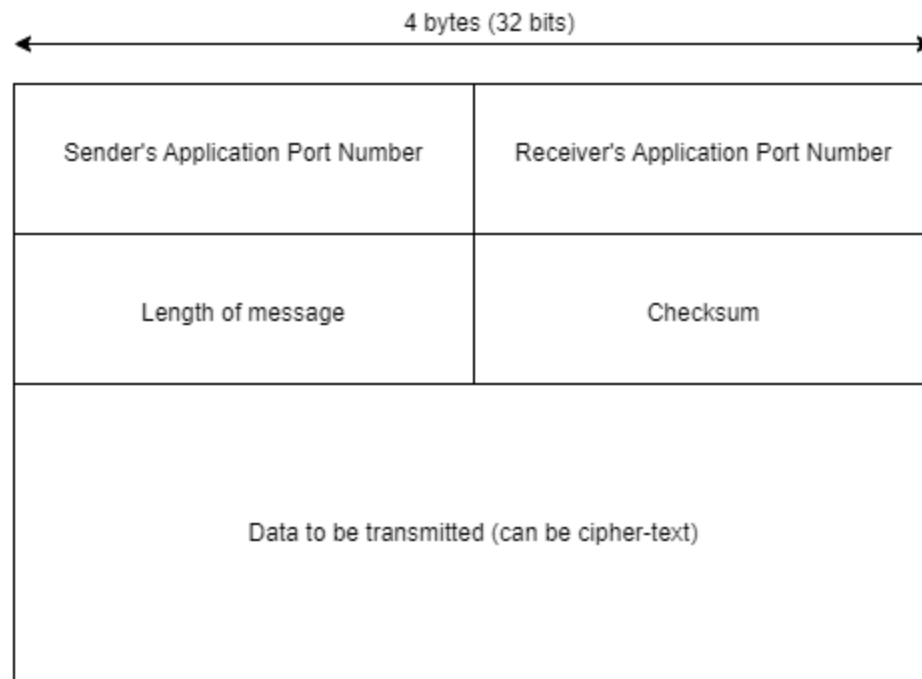 4 bytes (32 bits)
Sender's Application Port Number
Receiver's Application Port Number
Length of message
Checksum
Data to be transmitted (can be cipher-text)